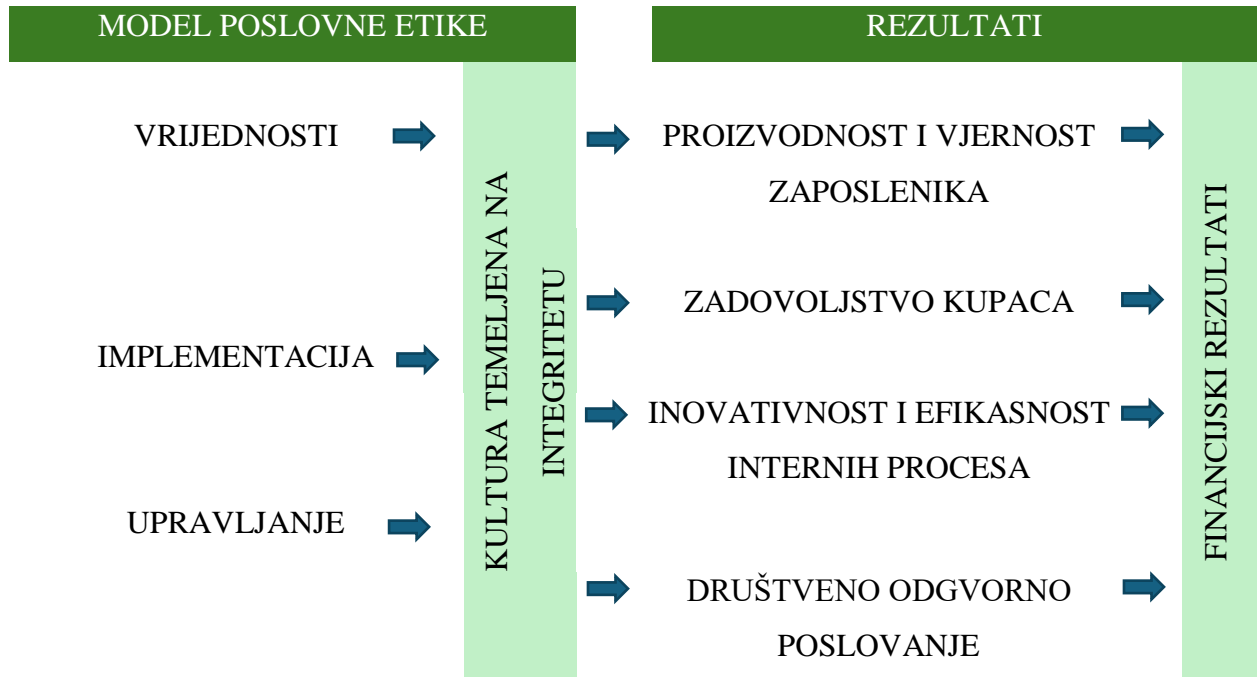 MODEL POSLOVNE ETIKE
REZULTATI
VRIJEDNOSTI
IMPLEMENTACIJA
UPRAVLJANJE
KULTURA TEMELJENA NA
INTEGRITETU
PROIZVODNOST I VJERNOST
ZAPOSLENIKA
ZADOVOLJSTVO KUPACA
INOVATIVNOST I EFIKASNOST
INTERNIH PROCESA
DRUŠTVENO ODGVORNO
POSLOVANJE
FINANCIJSKI REZULTATI